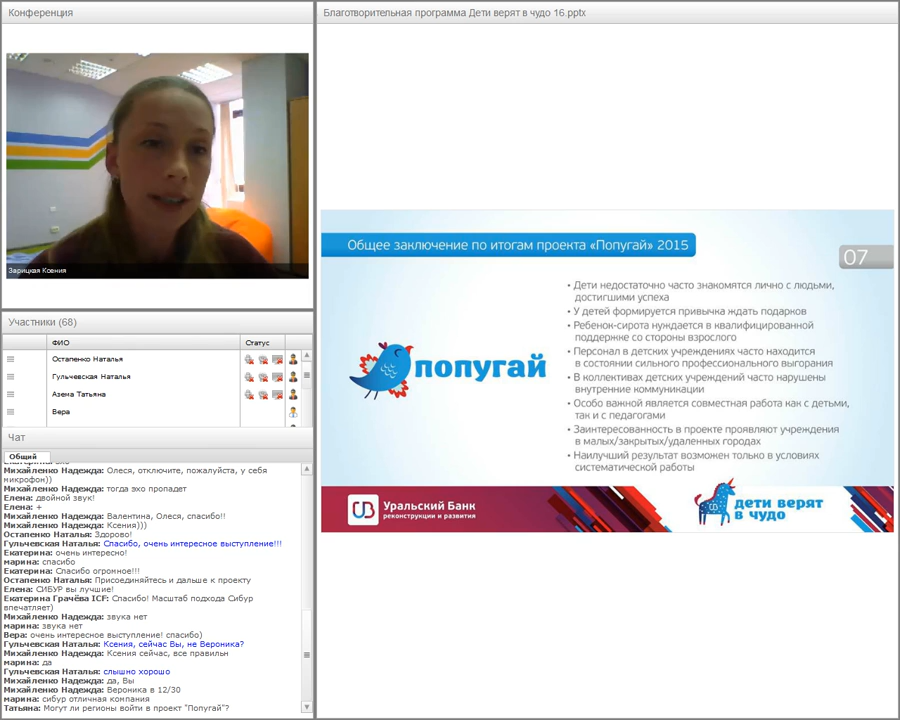 Конференция
Благотворительная программа Дети верят в чудо 16.pptx
Зарицкая Ксения
Участники (68)
ФИО
Статус
Остапенко Наталья
Гульчевская Наталья
Азема Татьяна
Вера
Чат
Общий
Михайленко Надежда: Олеся, отключите, пожалуйста, у себя
микрофон))
Михайленко Надежда: тогда эхо пропадет
Елена: двойной звук!
Елена: +
Михайленко Надежда: Валентина, Олеся, спасибо!!
Михайленко Надежда: Ксения)))
Остапенко Наталья: Здорово!
Гульчевская Наталья: Спасибо, очень интересное выступление!!!
Екатерина: очень интересно!
марина: спасибо
Екатерина: Спасибо огромное!!!
Остапенко Наталья: Присоединяйтесь и дальше к проекту
Елена: СИБУР вы лучшие!
Екатерина Грачёва ICF: Спасибо! Масштаб подхода Сибур
впечатляет)
Михайленко Надежда: звука нет
марина: звука нет
Вера: очень интересное выступление! спасибо)
Гульчевская Наталья: Ксения, сейчас Вы, не Вероника?
Михайленко Надежда: Ксения сейчас, все правильн
марина: да
Гульчевская Наталья: слышно хорошо
Михайленко Надежда: да, Вы
Михайленко Надежда: Вероника в 12/30
марина: сибур отличная компания
Татьяна: Могут ли регионы войти в проект "Попугай"?
Общее заключение по итогам проекта «Попугай» 2015
07
попугай
• Дети недостаточно часто знакомятся лично с людьми,
достигшими успеха
• У детей формируется привычка ждать подарков
• Ребенок-сирота нуждается в квалифицированной
поддержке со стороны взрослого
• Персонал в детских учреждениях часто находится
в состоянии сильного профессионального выгорания
• В коллективах детских учреждений часто нарушены
внутренние коммуникации
• Особо важной является совместная работа как с детьми,
так и с педагогами
• Заинтересованность в проекте проявляют учреждения
в малых/закрытых/удаленных городах
• Наилучший результат возможен только в условиях
систематической работы
Уральский Банк
реконструкции и развития
дети верят
в чудо